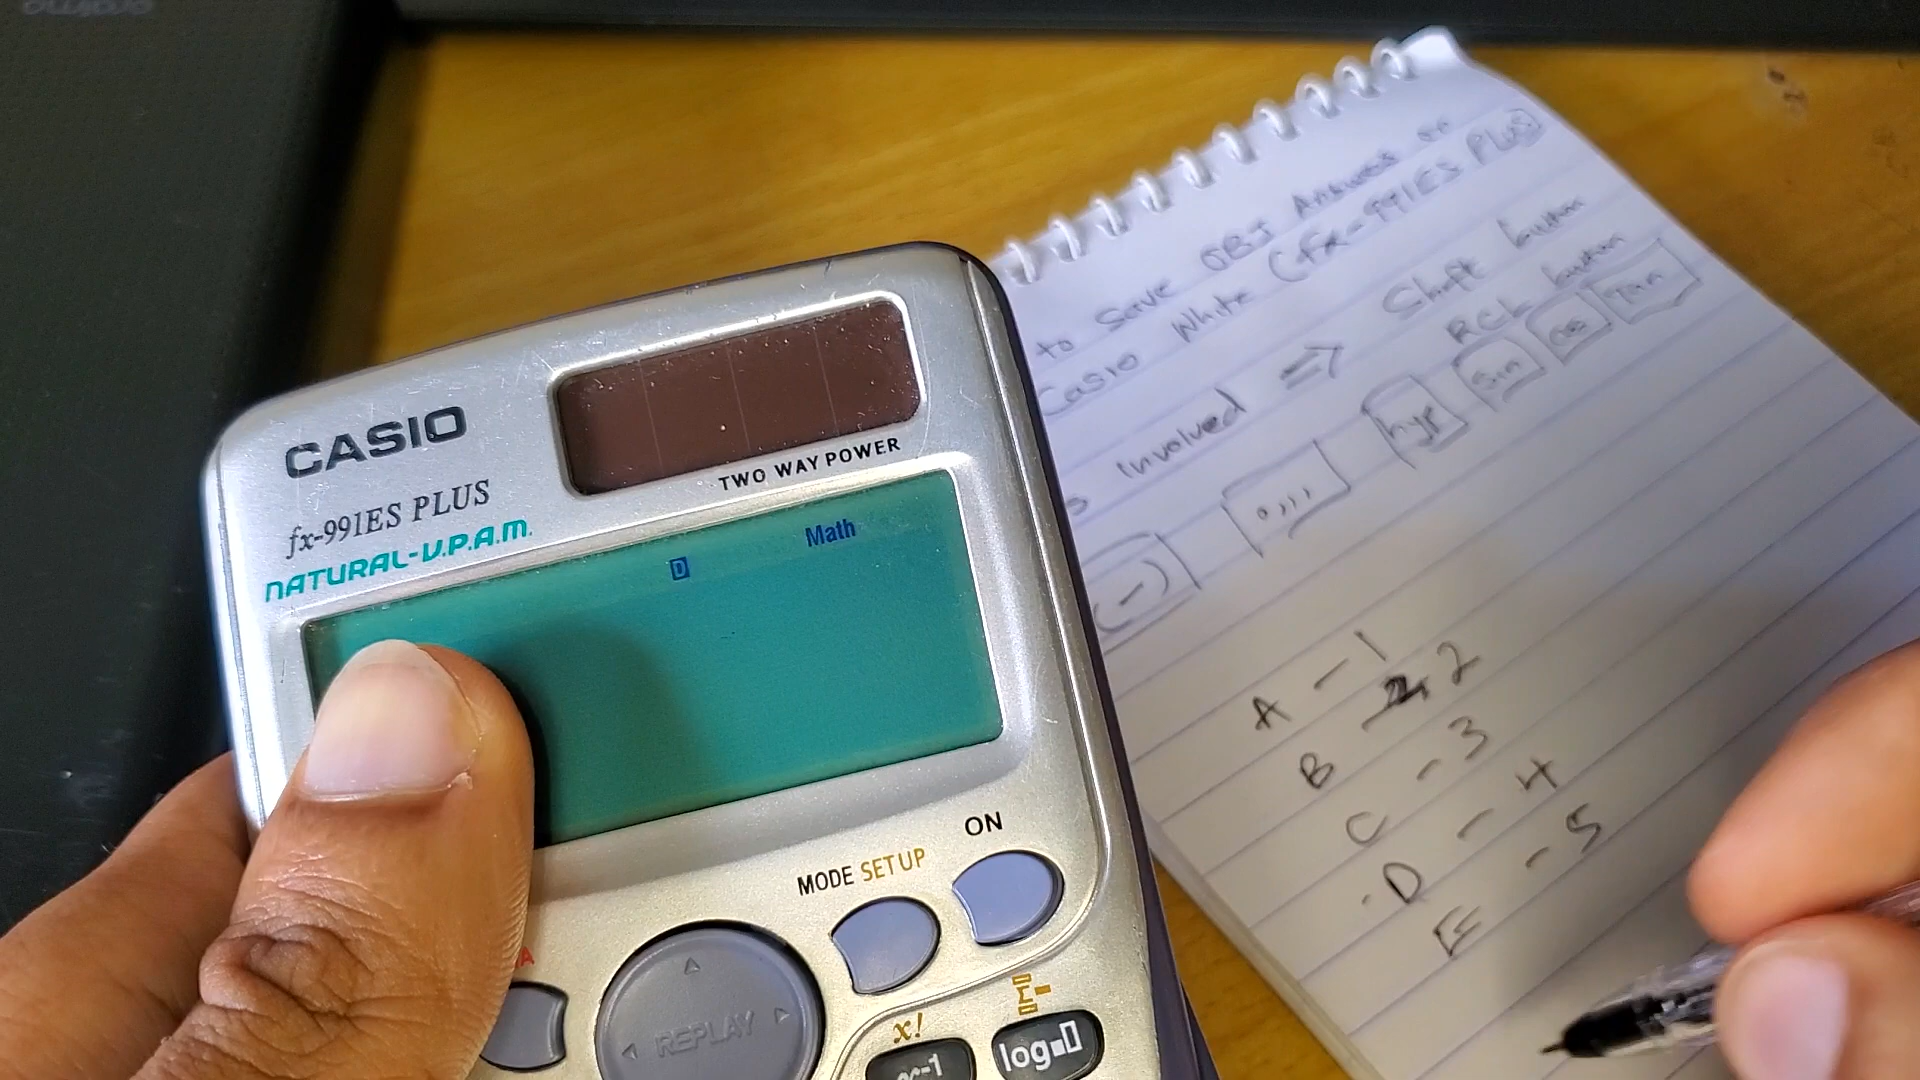 CASIO
fx-991ES PLUS
NATURAL-V.P.A.M.
TWO WAY POWER
Math
D
MODE SETUP
ON
REPLAY
x!
Σ-
x-1
log
A
to Save OBJ Answers on
Casio White (fx-991ES PLUS)
Involved => Shift button
RCL button
(-) °,,, hyp Sin Tan
A - 1
B 2
C - 3
D - 4
E - 5